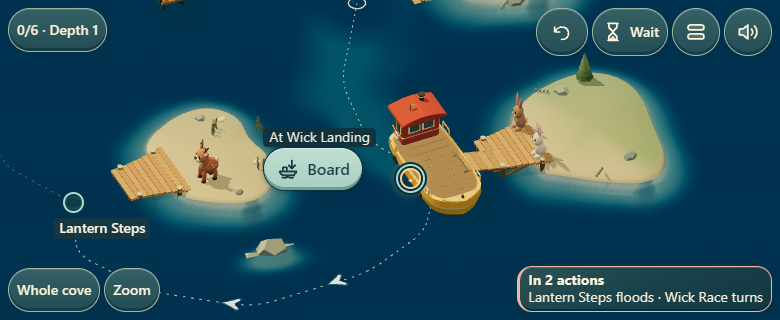 0/6 · Depth 1
Wait
At Wick Landing
Board
Lantern Steps
Whole cove
Zoom
In 2 actions
Lantern Steps floods · Wick Race turns